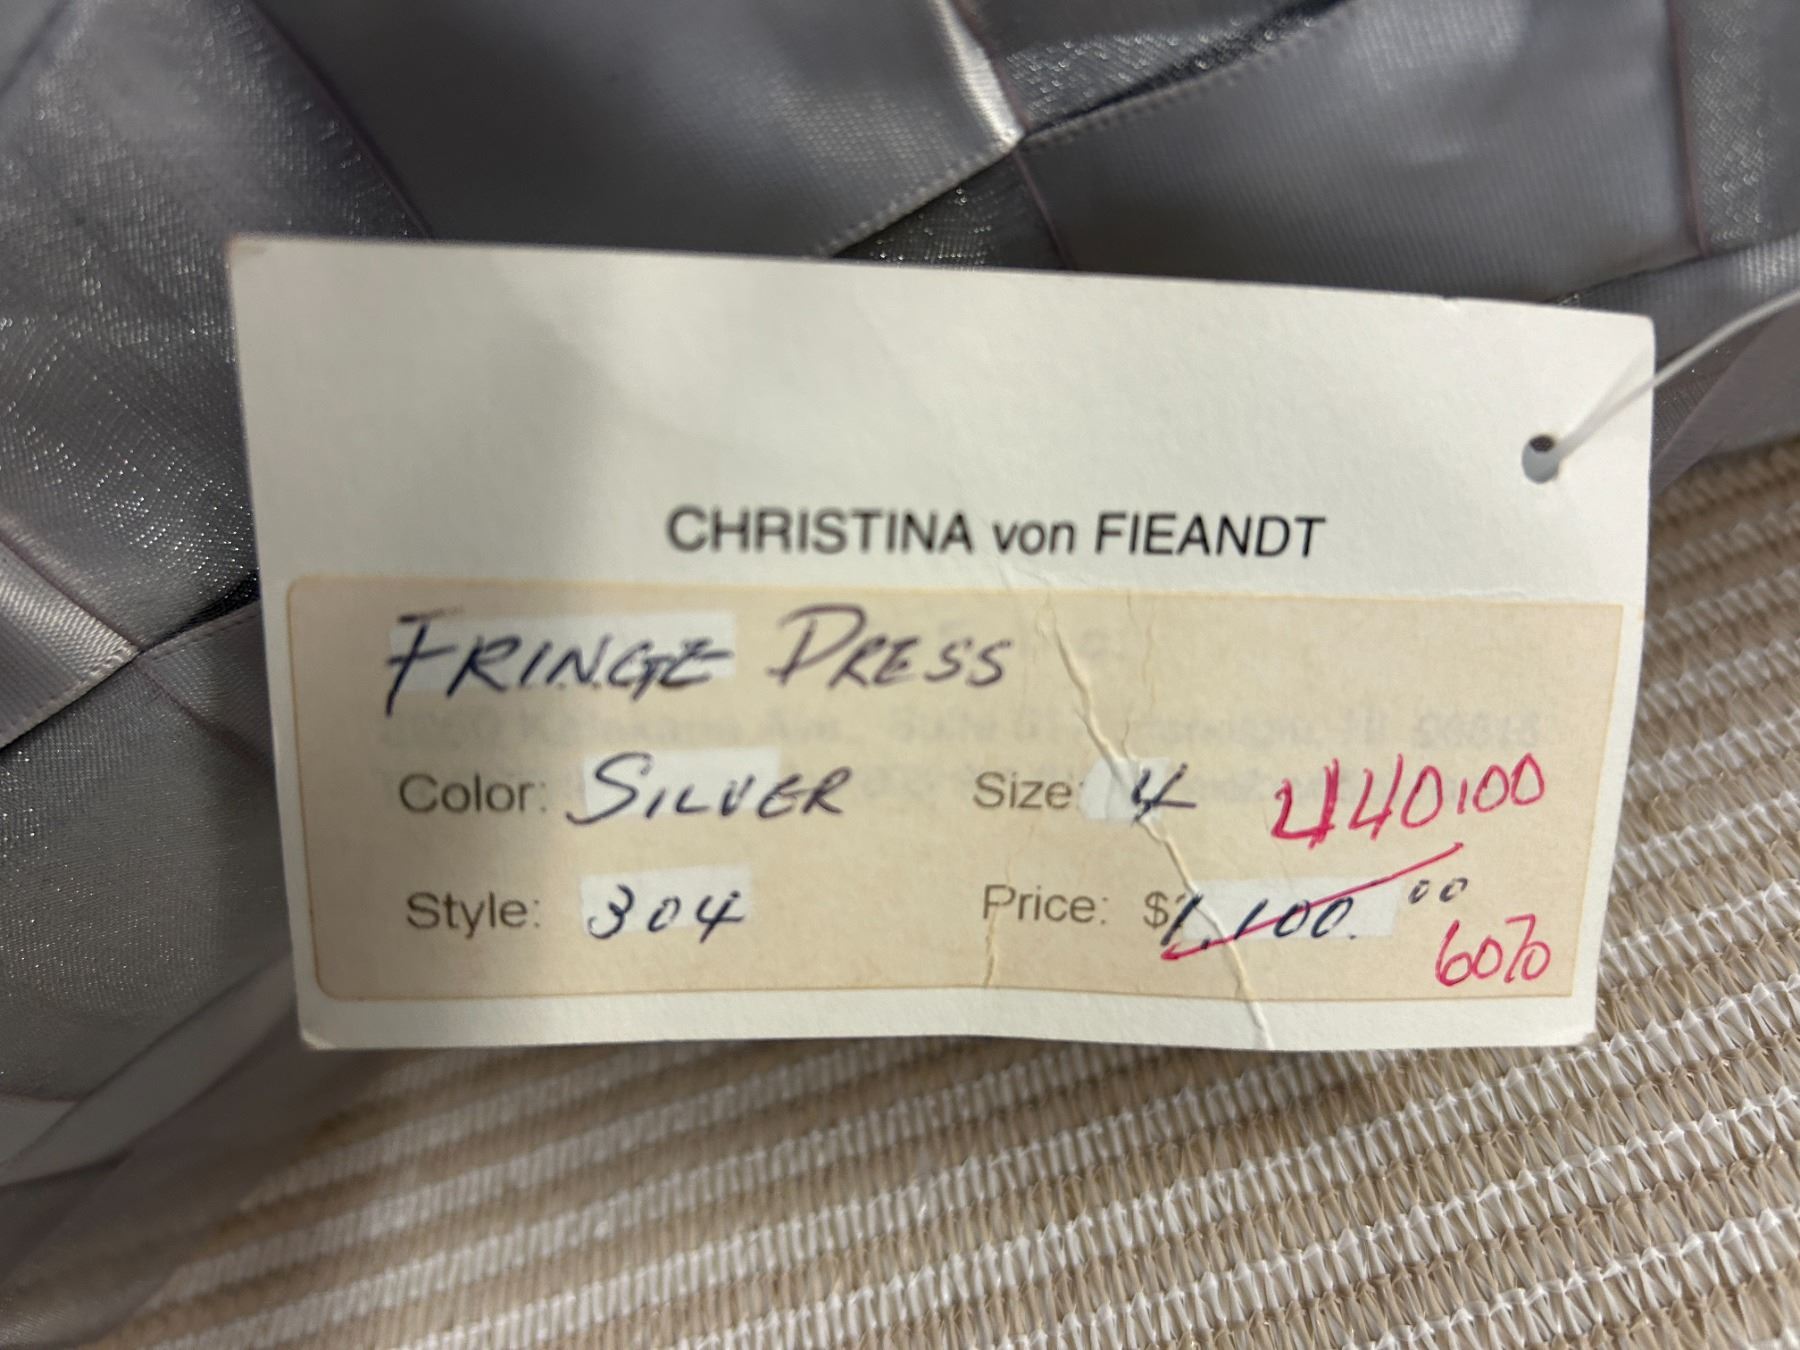 CHRISTINA von FIEANDT
FRINGE DRESS
Color: SILVER Size: 4 440.00
Style: 304 Price: $1,100.00
60%